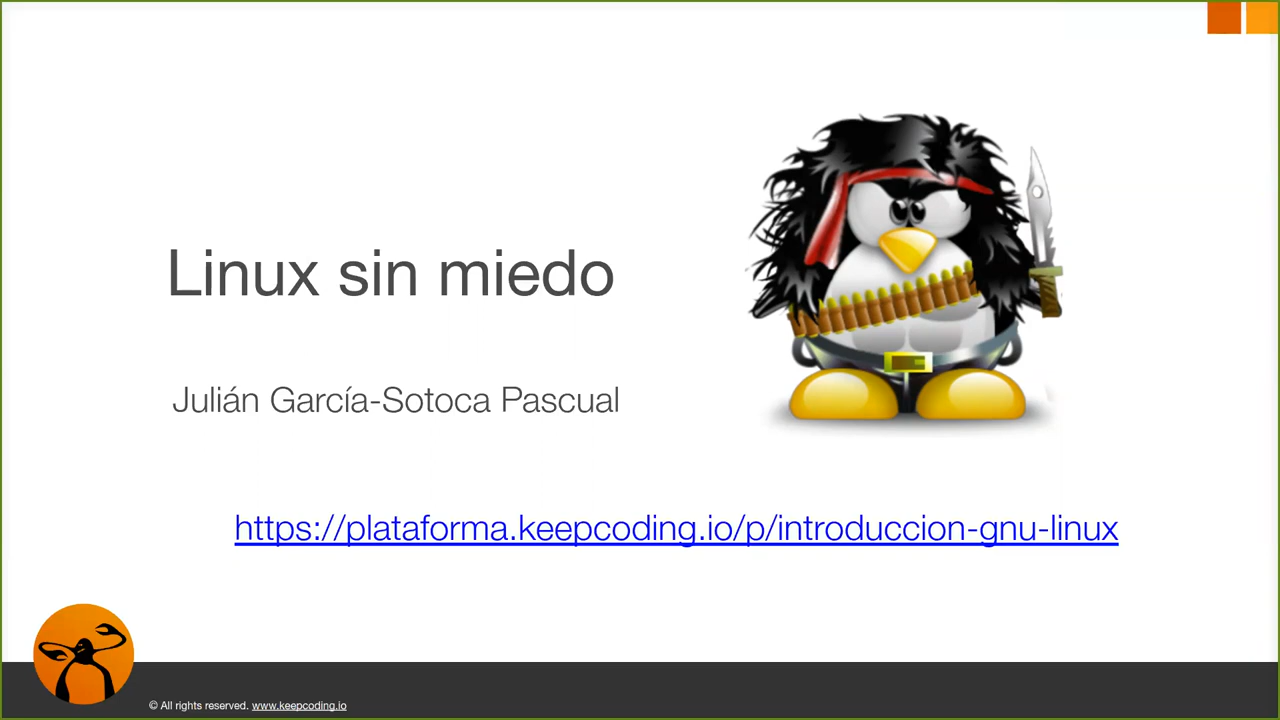 Linux sin miedo
Julián García-Sotoca Pascual
https://plataforma.keepcoding.io/p/introduccion-gnu-linux
© All rights reserved. www.keepcoding.io